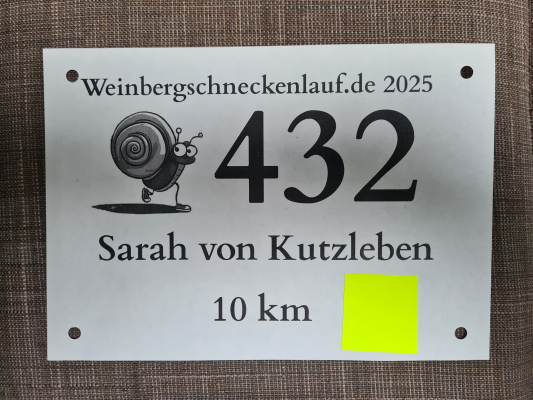 Weinbergschneckenlauf.de 2025
432
Sarah von Kutzleben
10 km